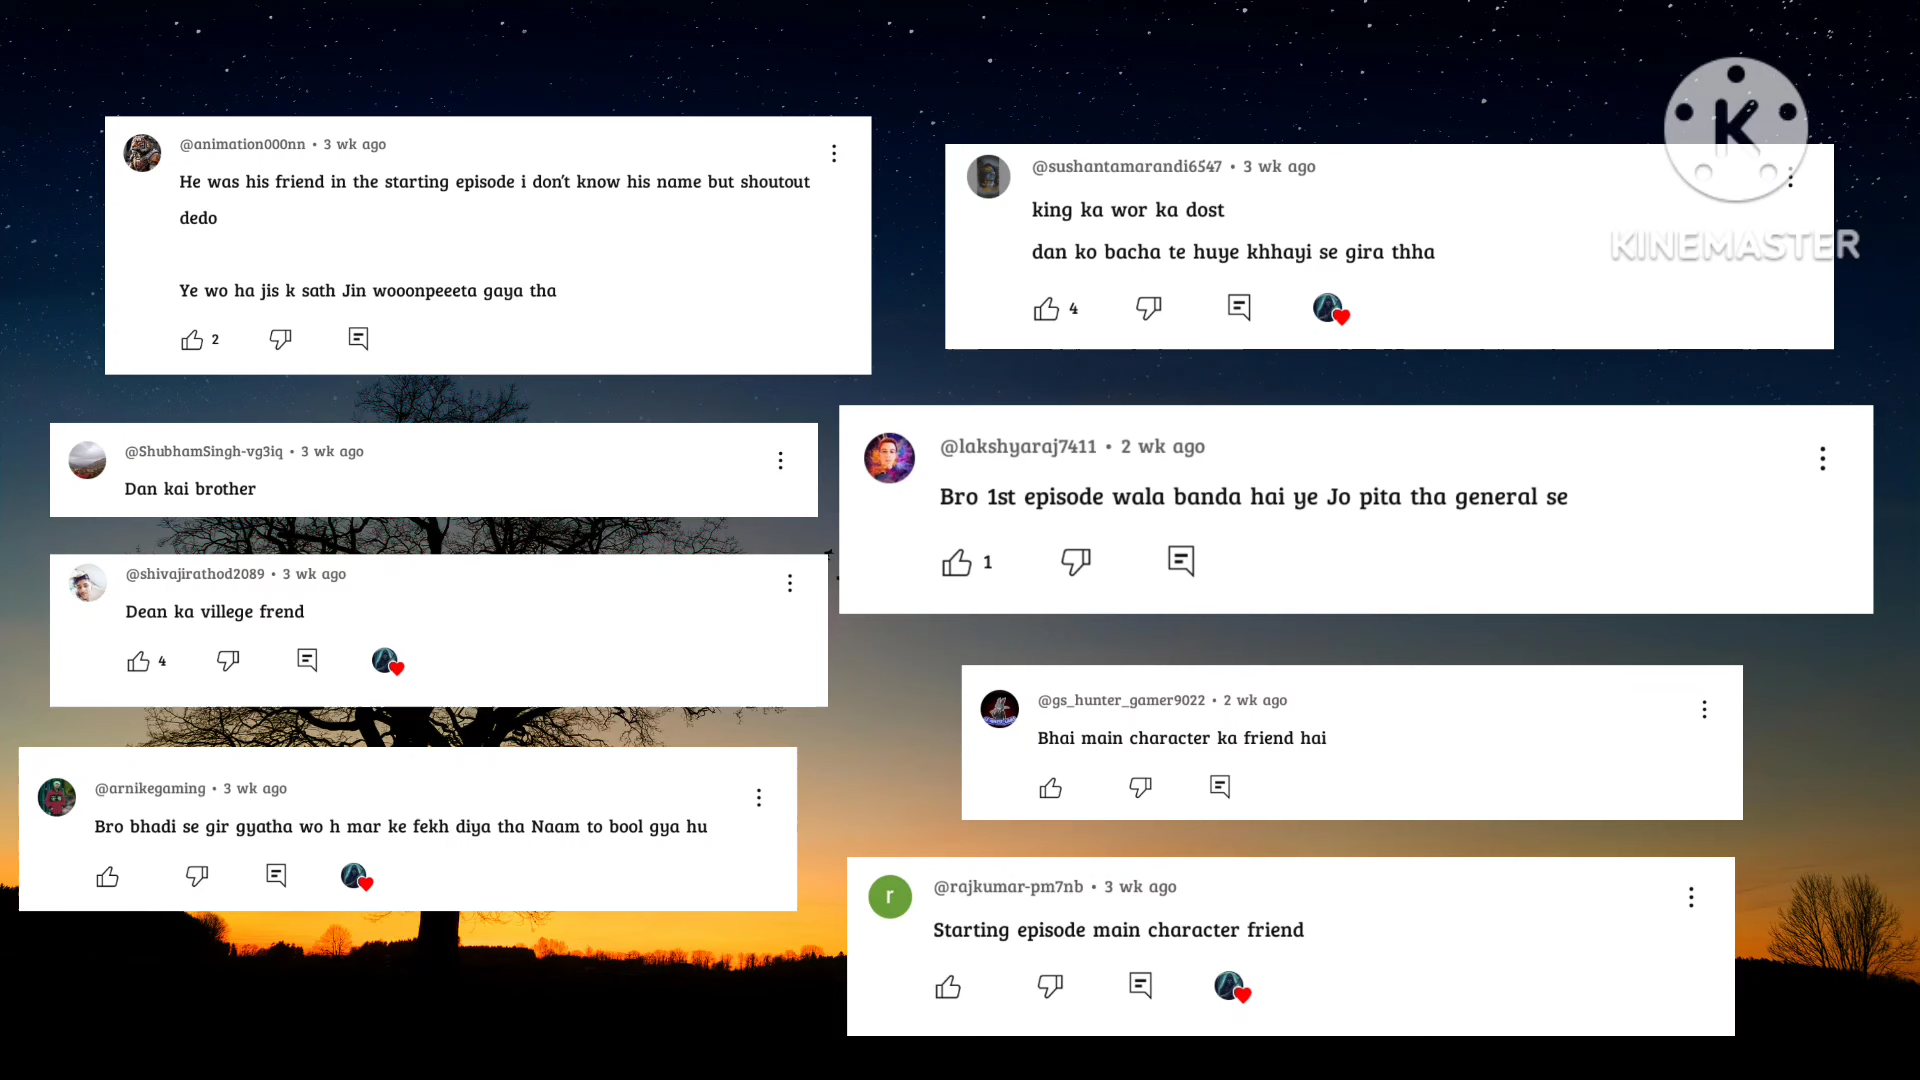 @animation000nn • 3 wk ago
He was his friend in the starting episode i don't know his name but shoutout
dedo
Ye wo ha jis k sath Jin wooonpeeeta gaya tha
2
@ShubhamSingh-vg3iq • 3 wk ago
Dan kai brother
@shivajirathod2089 • 3 wk ago
Dean ka villege frend
4
@arnikegaming • 3 wk ago
Bro bhadi se gir gyatha wo h mar ke fekh diya tha Naam to bool gya hu
K
KINEMASTER
@sushantamarandi6547 • 3 wk ago
king ka wor ka dost
dan ko bacha te huye khhayi se gira thha
4
@lakshyaraj7411 • 2 wk ago
Bro 1st episode wala banda hai ye Jo pita tha general se
1
@gs_hunter_gamer9022 • 2 wk ago
Bhai main character ka friend hai
r
@rajkumar-pm7nb • 3 wk ago
Starting episode main character friend